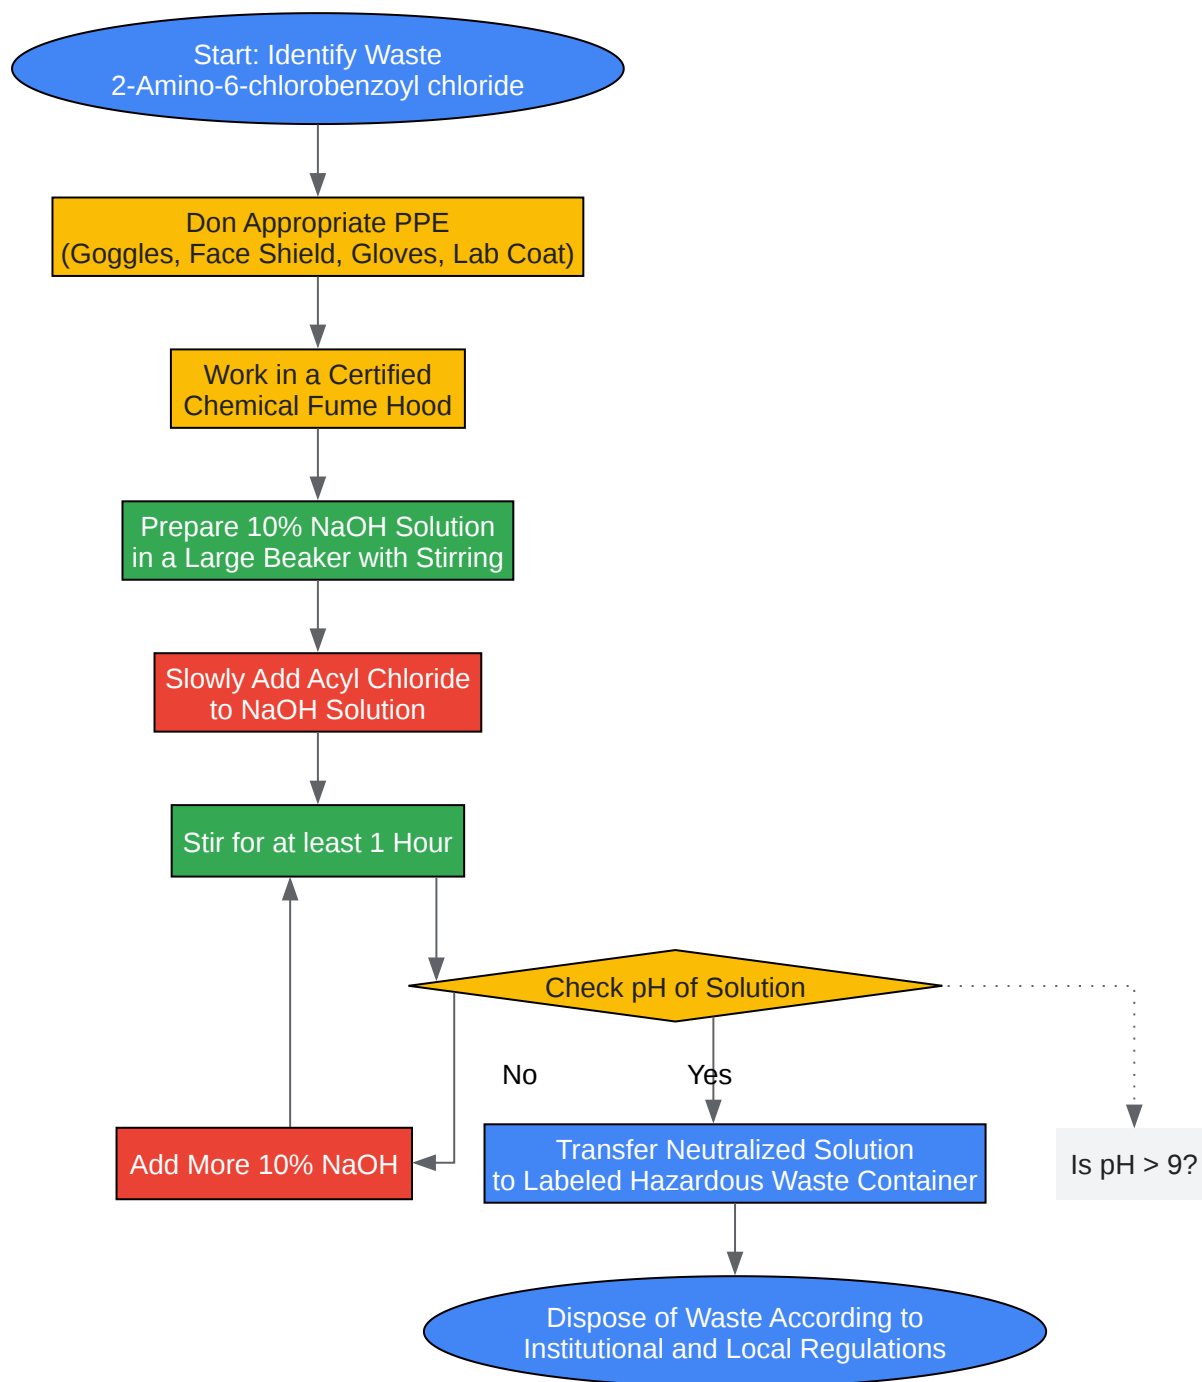 Start: Identify Waste
2-Amino-6-chlorobenzoyl chloride
Don Appropriate PPE
(Goggles, Face Shield, Gloves, Lab Coat)
Work in a Certified
Chemical Fume Hood
Prepare 10% NaOH Solution
in a Large Beaker with Stirring
Slowly Add Acyl Chloride
to NaOH Solution
Stir for at least 1 Hour
Check pH of Solution
No
Yes
Add More 10% NaOH
Transfer Neutralized Solution
to Labeled Hazardous Waste Container
Is pH > 9?
Dispose of Waste According to
Institutional and Local Regulations